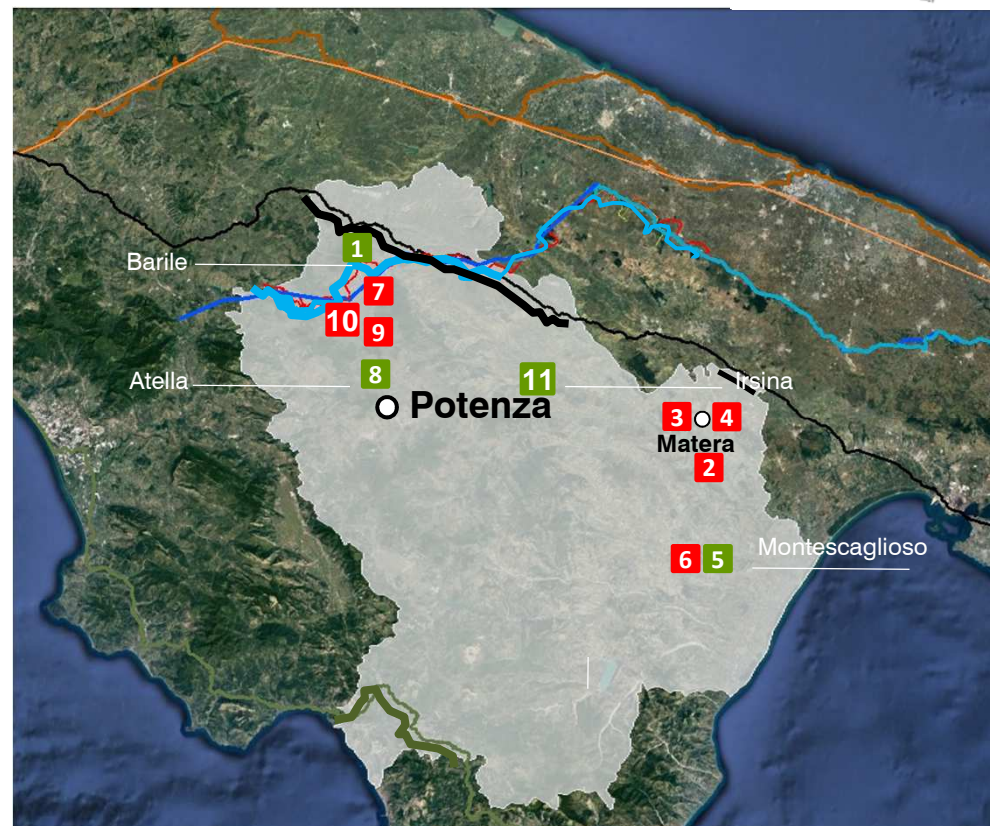 1
Barile
7
10
9
Atella
8
11
Irsina
Potenza
3
4
Matera
2
Montescaglioso
6
5